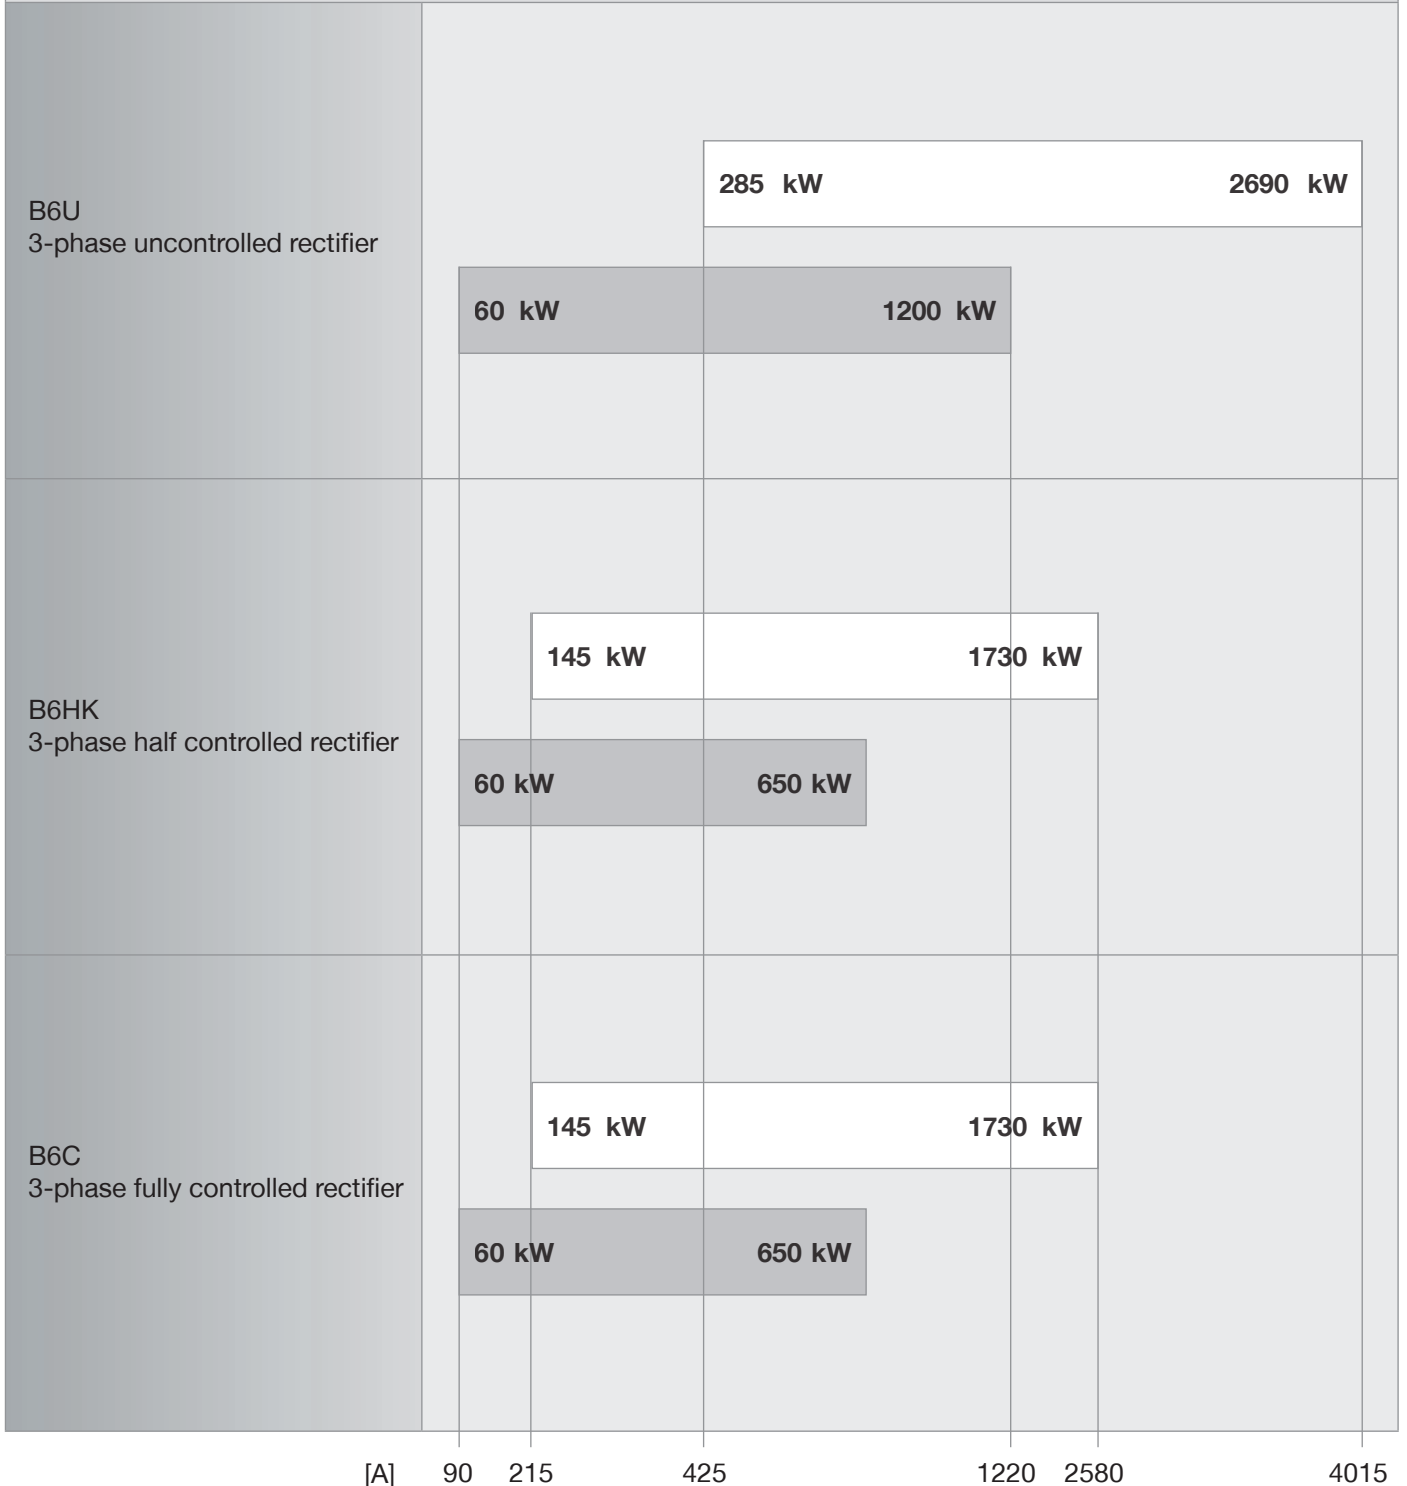 285 kW 2690 kW
B6U
3-phase uncontrolled rectifier
60 kW 1200 kW
145 kW 1730 kW
B6HK
3-phase half controlled rectifier
60 kW 650 kW
145 kW 1730 kW
B6C
3-phase fully controlled rectifier
60 kW 650 kW
[A] 90 215 425 1220 2580 4015